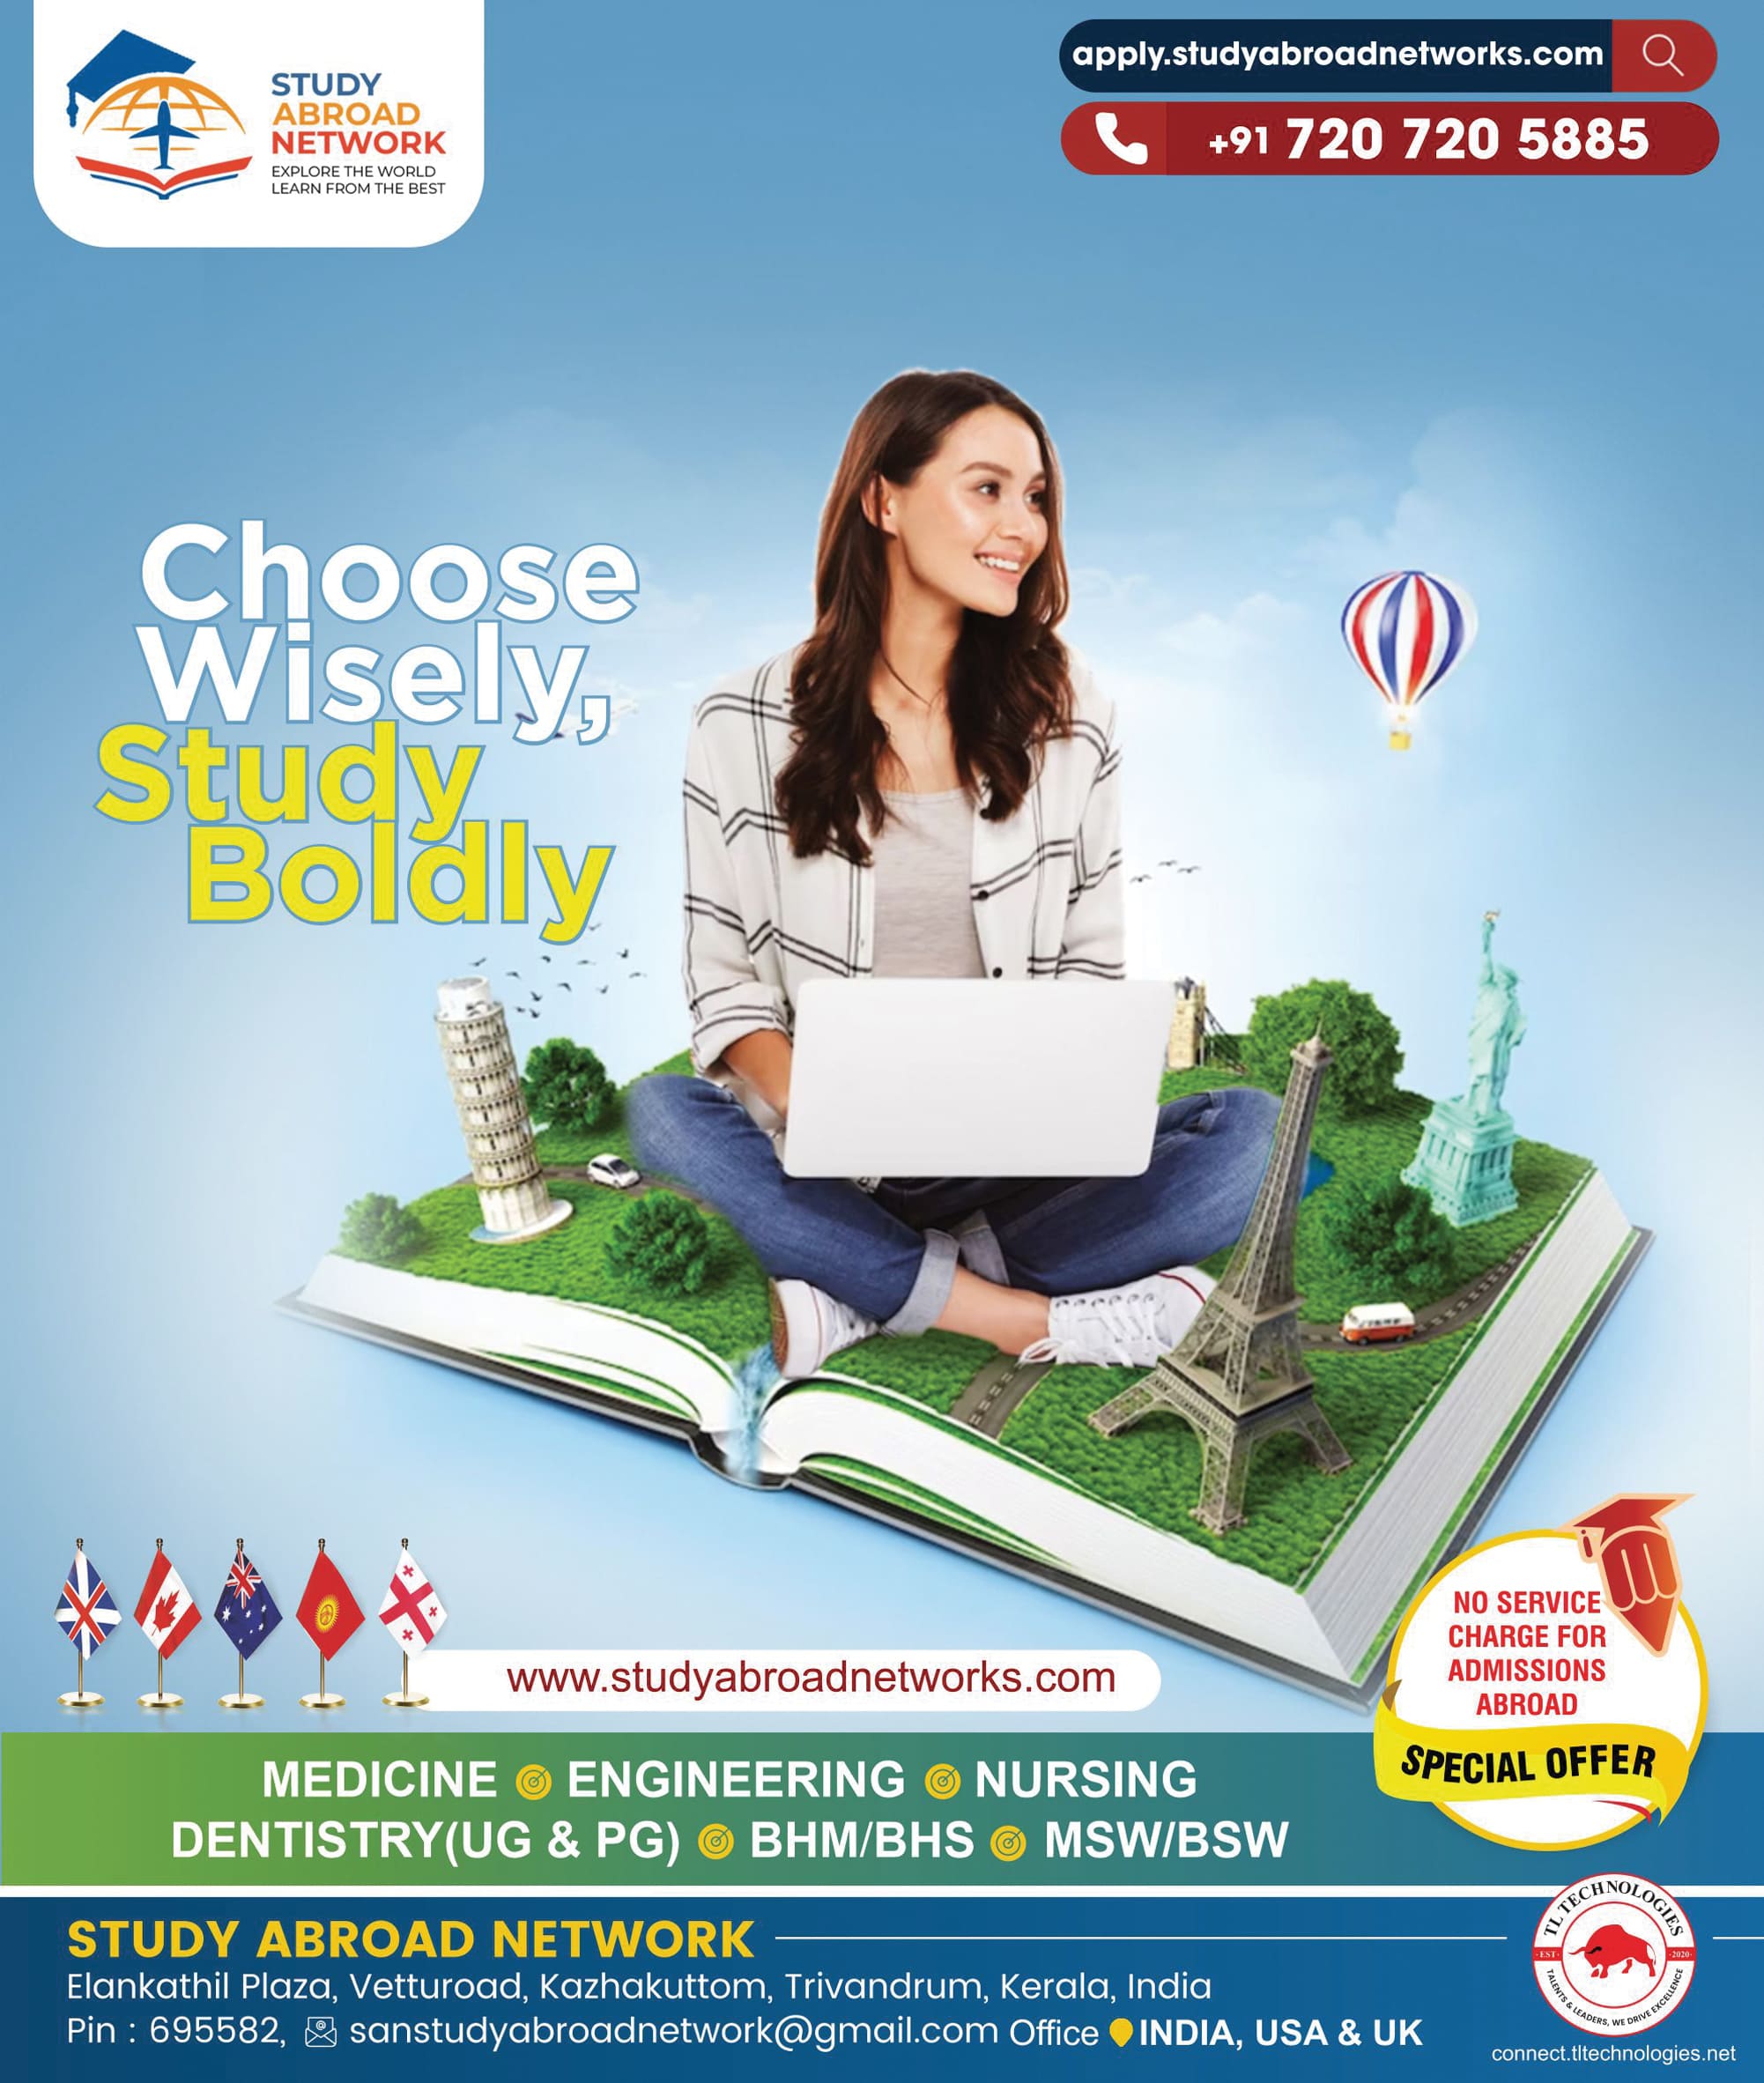 STUDY
ABROAD
NETWORK
EXPLORE THE WORLD
LEARN FROM THE BEST
apply.studyabroadnetworks.com
+91 720 720 5885
Choose
Wisely,
Study
Boldly
NO SERVICE
CHARGE FOR
ADMISSIONS
ABROAD
SPECIAL OFFER
www.studyabroadnetworks.com
MEDICINE ENGINEERING NURSING
DENTISTRY(UG & PG) BHM/BHS MSW/BSW
STUDY ABROAD NETWORK
Elankathil Plaza, Vetturoad, Kazhakuttom, Trivandrum, Kerala, India
Pin : 695582, sanstudyabroadnetwork@gmail.com Office INDIA, USA & UK
TL TECHNOLOGIES
·EST· ·2020·
TALENTS & LEADERS, WE DRIVE EXCELLENCE
connect.tltechnologies.net